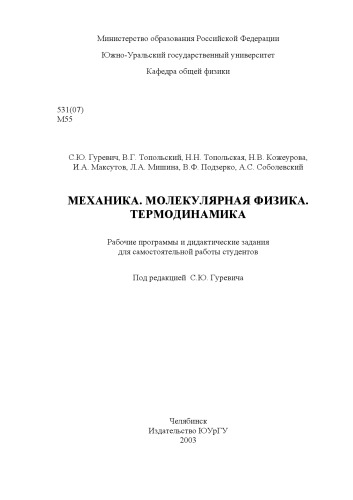 Министерство образования Российской Федерации
Южно-Уральский государственный университет
Кафедра общей физики
531(07)
М55
С.Ю. Гуревич, В.Г. Топольский, Н.Н. Топольская, Н.В. Кожеурова,
И.А. Максутов, Л.А. Мишина, В.Ф. Подзерко, А.С. Соболевский
МЕХАНИКА. МОЛЕКУЛЯРНАЯ ФИЗИКА.
ТЕРМОДИНАМИКА
Рабочие программы и дидактические задания
для самостоятельной работы студентов
Под редакцией С.Ю. Гуревича
Челябинск
Издательство ЮУрГУ
2003